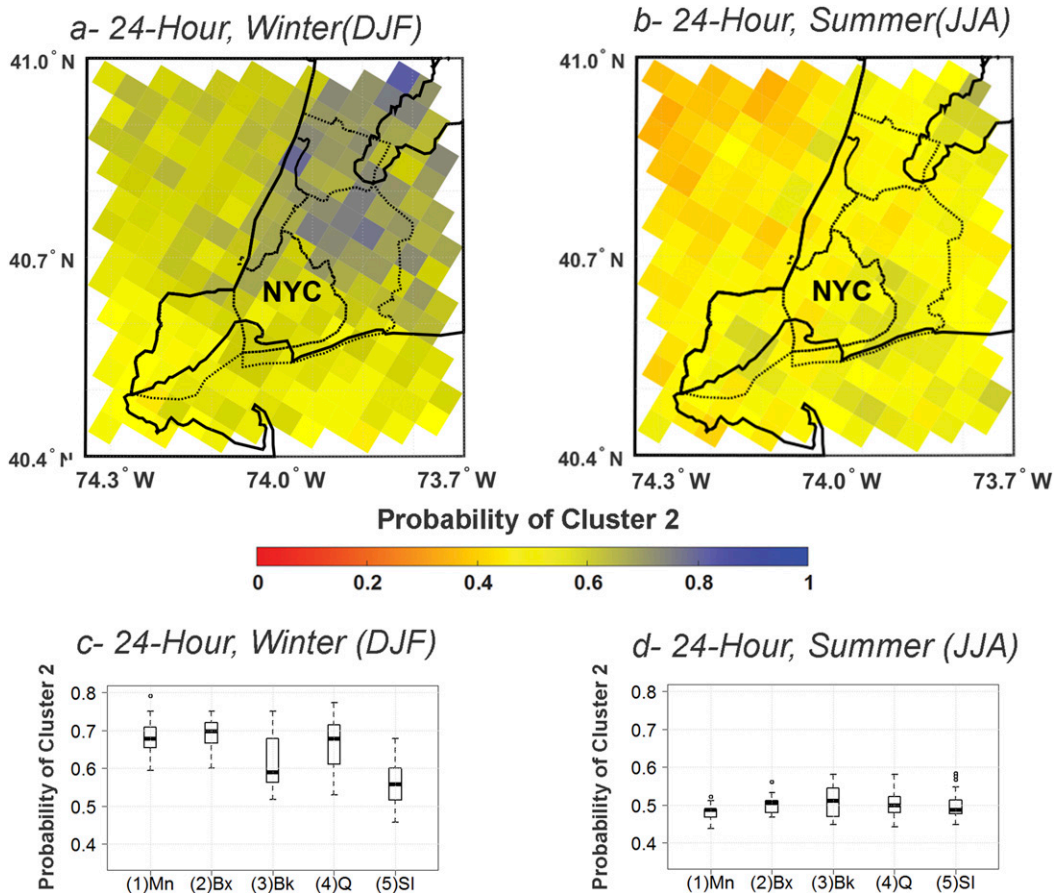 a- 24-Hour, Winter(DJF)
b- 24-Hour, Summer(JJA)
41.0° N
40.7° N
40.4° N
74.3° W 74.0° W 73.7° W
NYC
41.0° N
40.7° N
40.4° N
74.3° W 74.0° W 73.7° W
NYC
Probability of Cluster 2
0 0.2 0.4 0.6 0.8 1
c- 24-Hour, Winter (DJF)
Probability of Cluster 2
0.8
0.7
0.6
0.5
0.4
(1)Mn (2)Bx (3)Bk (4)Q (5)SI
d- 24-Hour, Summer (JJA)
Probability of Cluster 2
0.8
0.7
0.6
0.5
0.4
(1)Mn (2)Bx (3)Bk (4)Q (5)SI